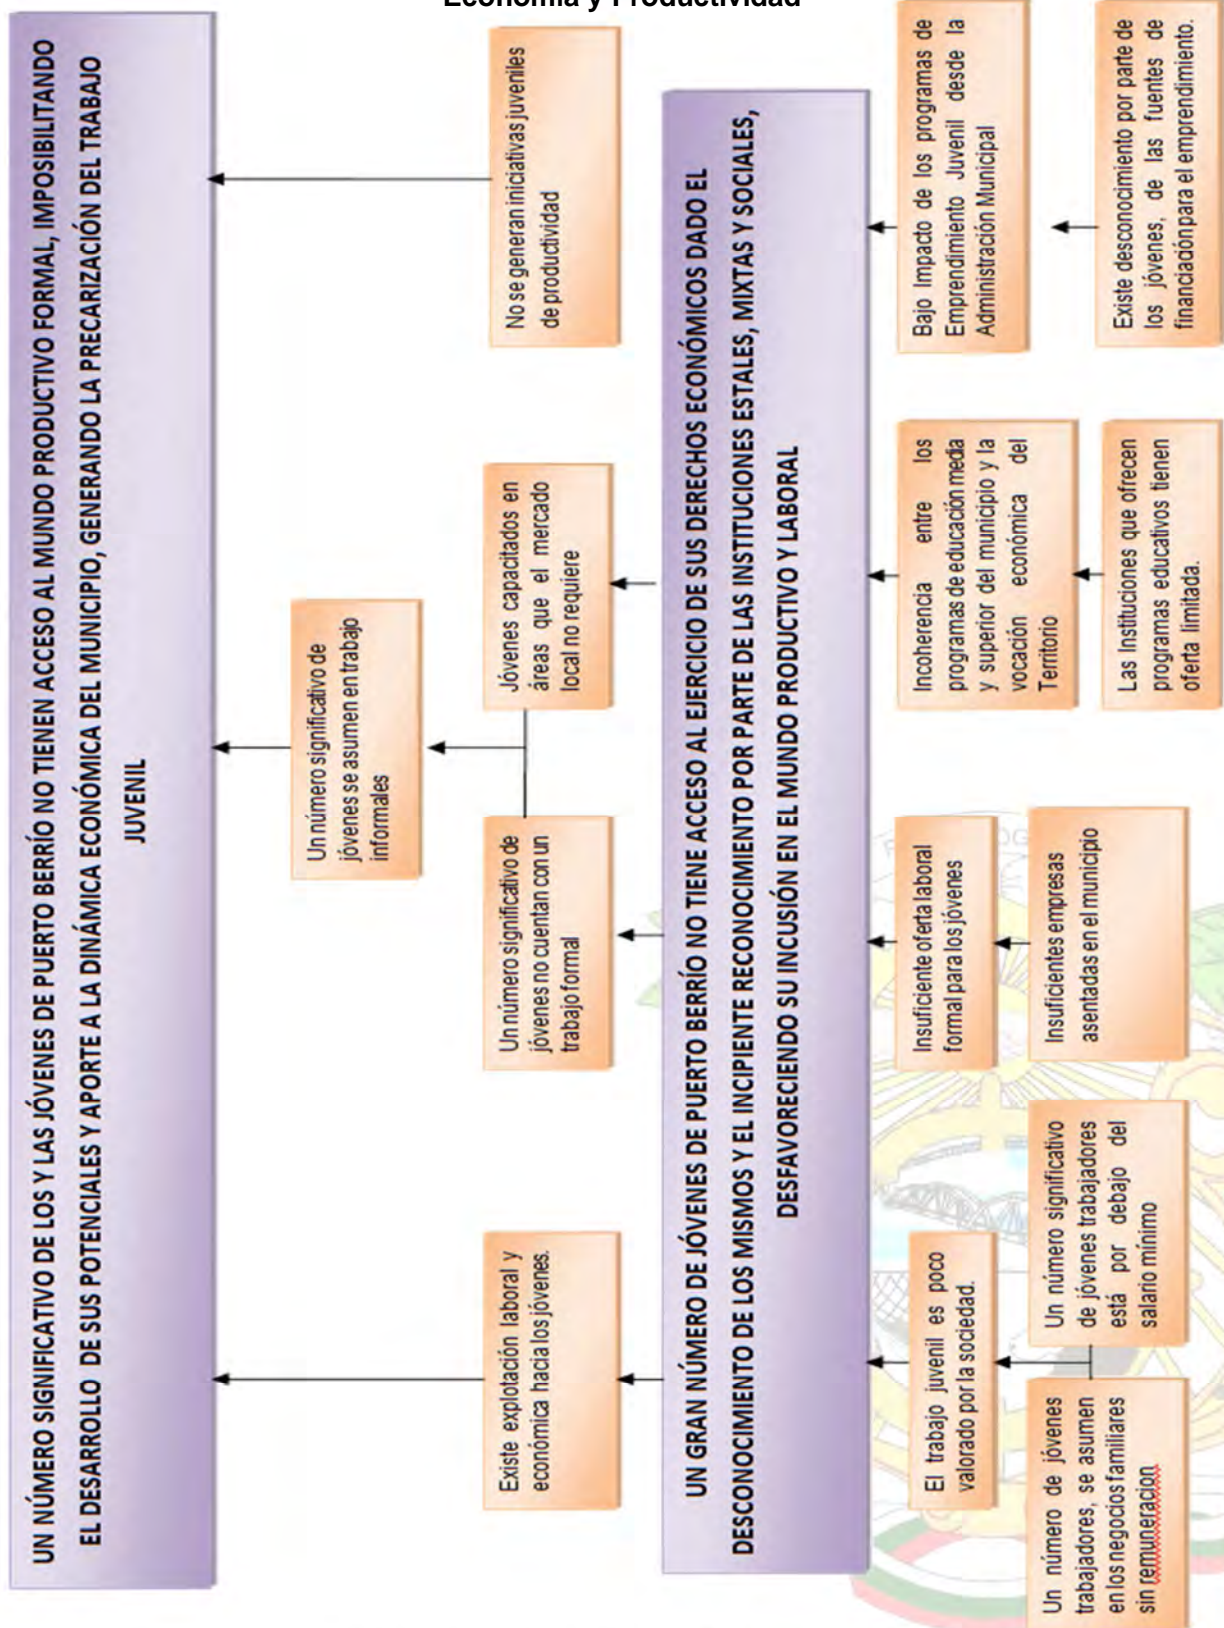 Economía y Productividad
UN NÚMERO SIGNIFICATIVO DE LOS Y LAS JÓVENES DE PUERTO BERRÍO NO TIENEN ACCESO AL MUNDO PRODUCTIVO FORMAL, IMPOSIBILITANDO
EL DESARROLLO DE SUS POTENCIALES Y APORTE A LA DINÁMICA ECONÓMICA DEL MUNICIPIO, GENERANDO LA PRECARIZACIÓN DEL TRABAJO
JUVENIL
Un número significativo de
jóvenes se asumen en trabajo
informales
Existe explotación laboral y
económica hacia los jóvenes.
Un número significativo de
jóvenes no cuentan con un
trabajo formal
Jóvenes capacitados en
áreas que el mercado
local no requiere
No se generan iniciativas juveniles
de productividad
UN GRAN NÚMERO DE JÓVENES DE PUERTO BERRÍO NO TIENE ACCESO AL EJERCICIO DE SUS DERECHOS ECONÓMICOS DADO EL
DESCONOCIMIENTO DE LOS MISMOS Y EL INCIPIENTE RECONOCIMIENTO POR PARTE DE LAS INSTITUCIONES ESTALES, MIXTAS Y SOCIALES,
DESFAVORECIENDO SU INCUSIÓN EN EL MUNDO PRODUCTIVO Y LABORAL
El trabajo juvenil es poco
valorado por la sociedad.
Insuficiente oferta laboral
formal para los jóvenes
Incoherencia entre los
programas de educación media
y superior del municipio y la
vocación económica del
Territorio
Bajo Impacto de los programas de
Emprendimiento Juvenil desde la
Administración Municipal
Un número de jóvenes
trabajadores, se asumen
en los negocios familiares
sin remuneracion
Un número significativo
de jóvenes trabajadores
está por debajo del
salario mínimo
Insuficientes empresas
asentadas en el municipio
Las Instituciones que ofrecen
programas educativos tienen
oferta limitada.
Existe desconocimiento por parte de
los jóvenes, de las fuentes de
financiación para el emprendimiento.